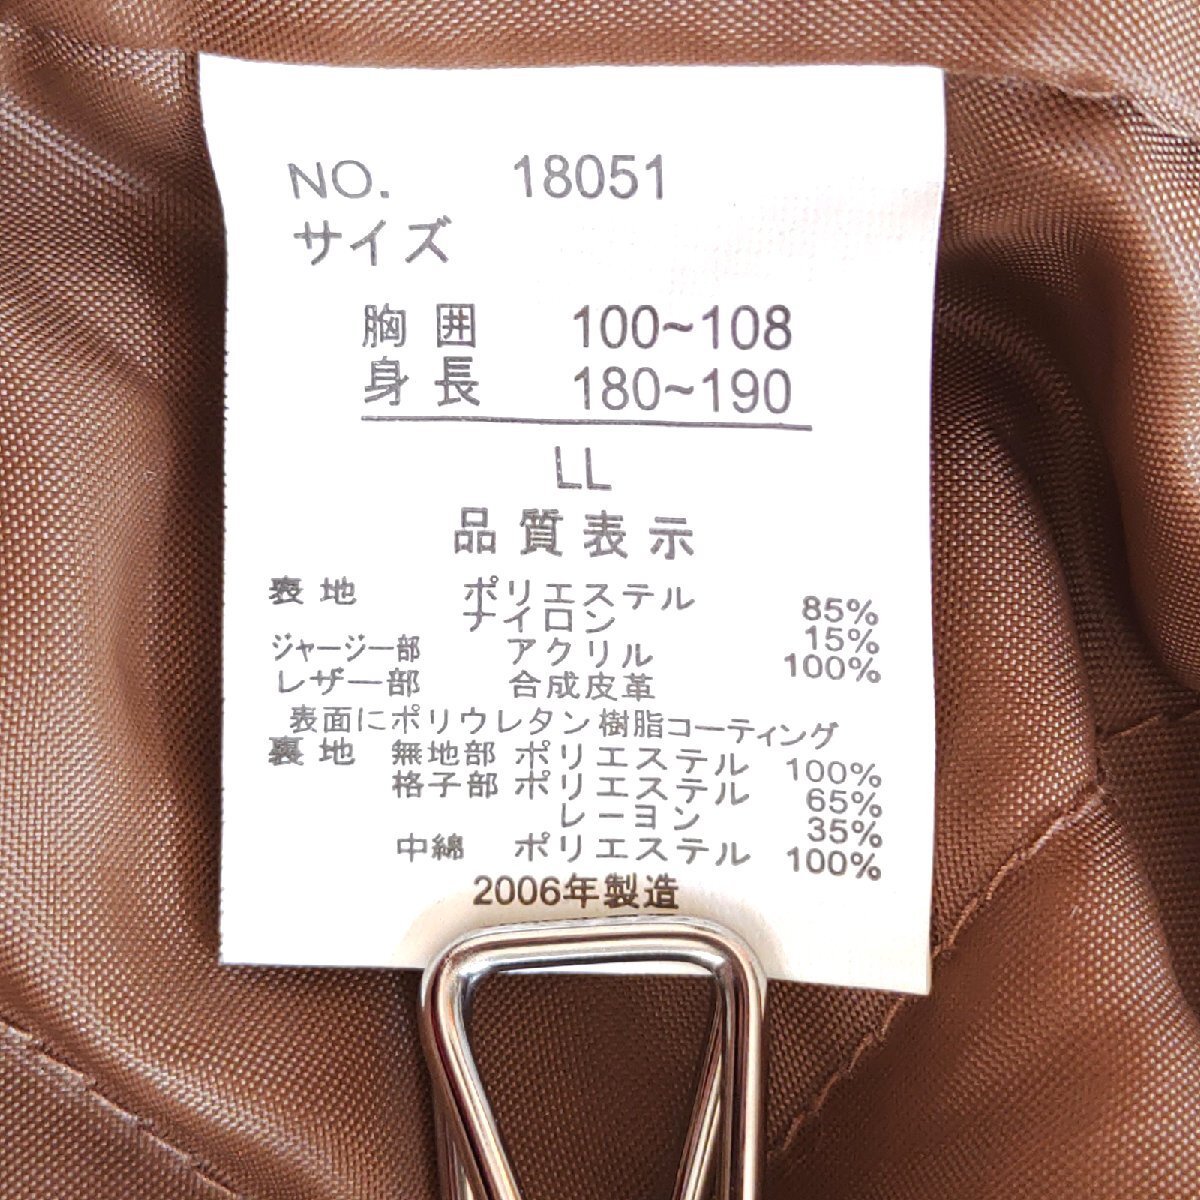 NO. 18051
サイズ
胸囲 100~108
身長 180~190
LL
品質表示
表地 ポリエステル 85%
ナイロン 15%
ジャージー部 アクリル 100%
レザー部 合成皮革
表面にポリウレタン樹脂コーティング
裏地 無地部 ポリエステル 100%
格子部 ポリエステル 65%
レーヨン 35%
中綿 ポリエステル 100%
2006年製造